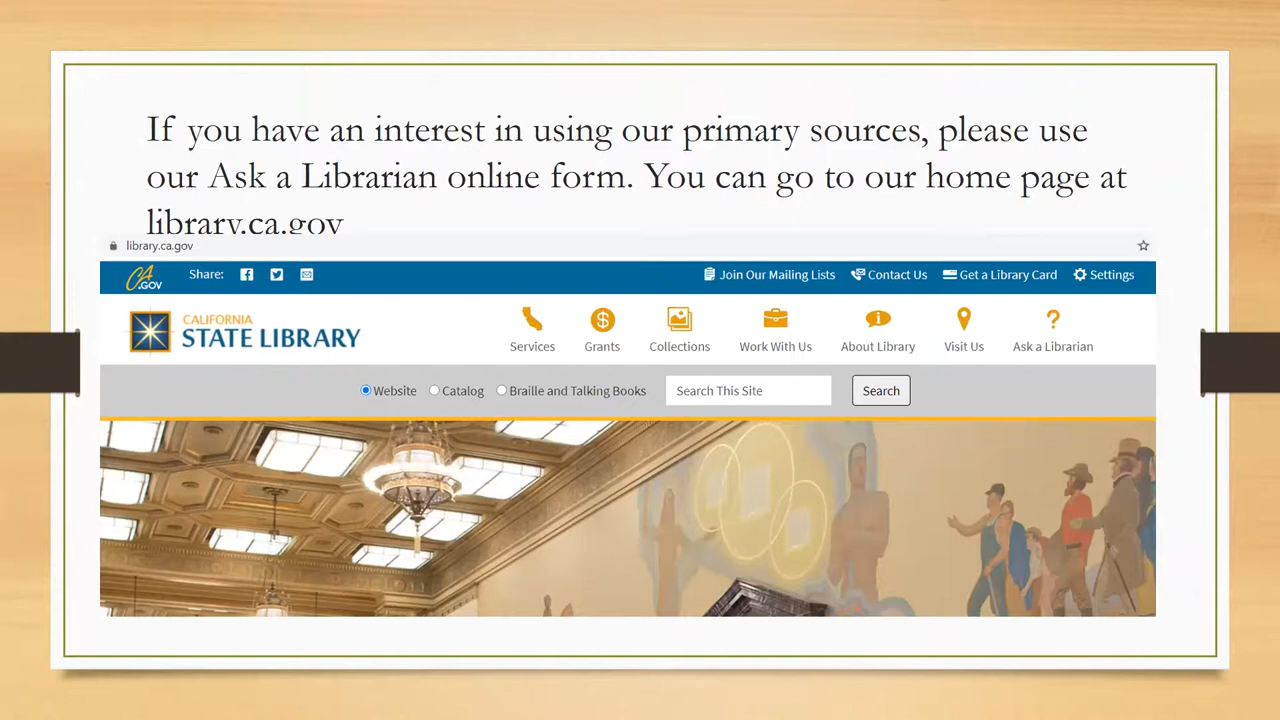 If you have an interest in using our primary sources, please use
our Ask a Librarian online form. You can go to our home page at
library.ca.gov
library.ca.gov
CA.GOV Share: Join Our Mailing Lists Contact Us Get a Library Card Settings
CALIFORNIA
STATE LIBRARY
Services Grants Collections Work With Us About Library Visit Us Ask a Librarian
Website Catalog Braille and Talking Books Search This Site Search